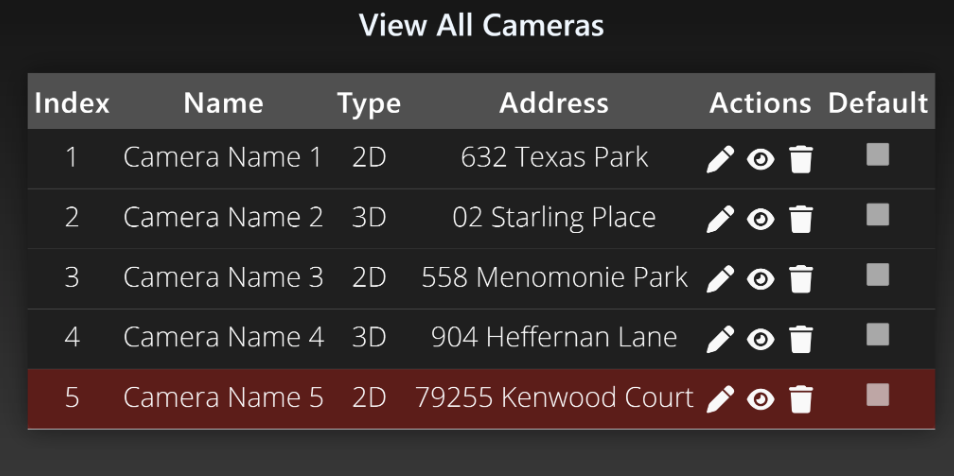 View All Cameras
Index Name Type Address Actions Default
1 Camera Name 1 2D 632 Texas Park
2 Camera Name 2 3D 02 Starling Place
3 Camera Name 3 2D 558 Menomonie Park
4 Camera Name 4 3D 904 Heffernan Lane
5 Camera Name 5 2D 79255 Kenwood Court